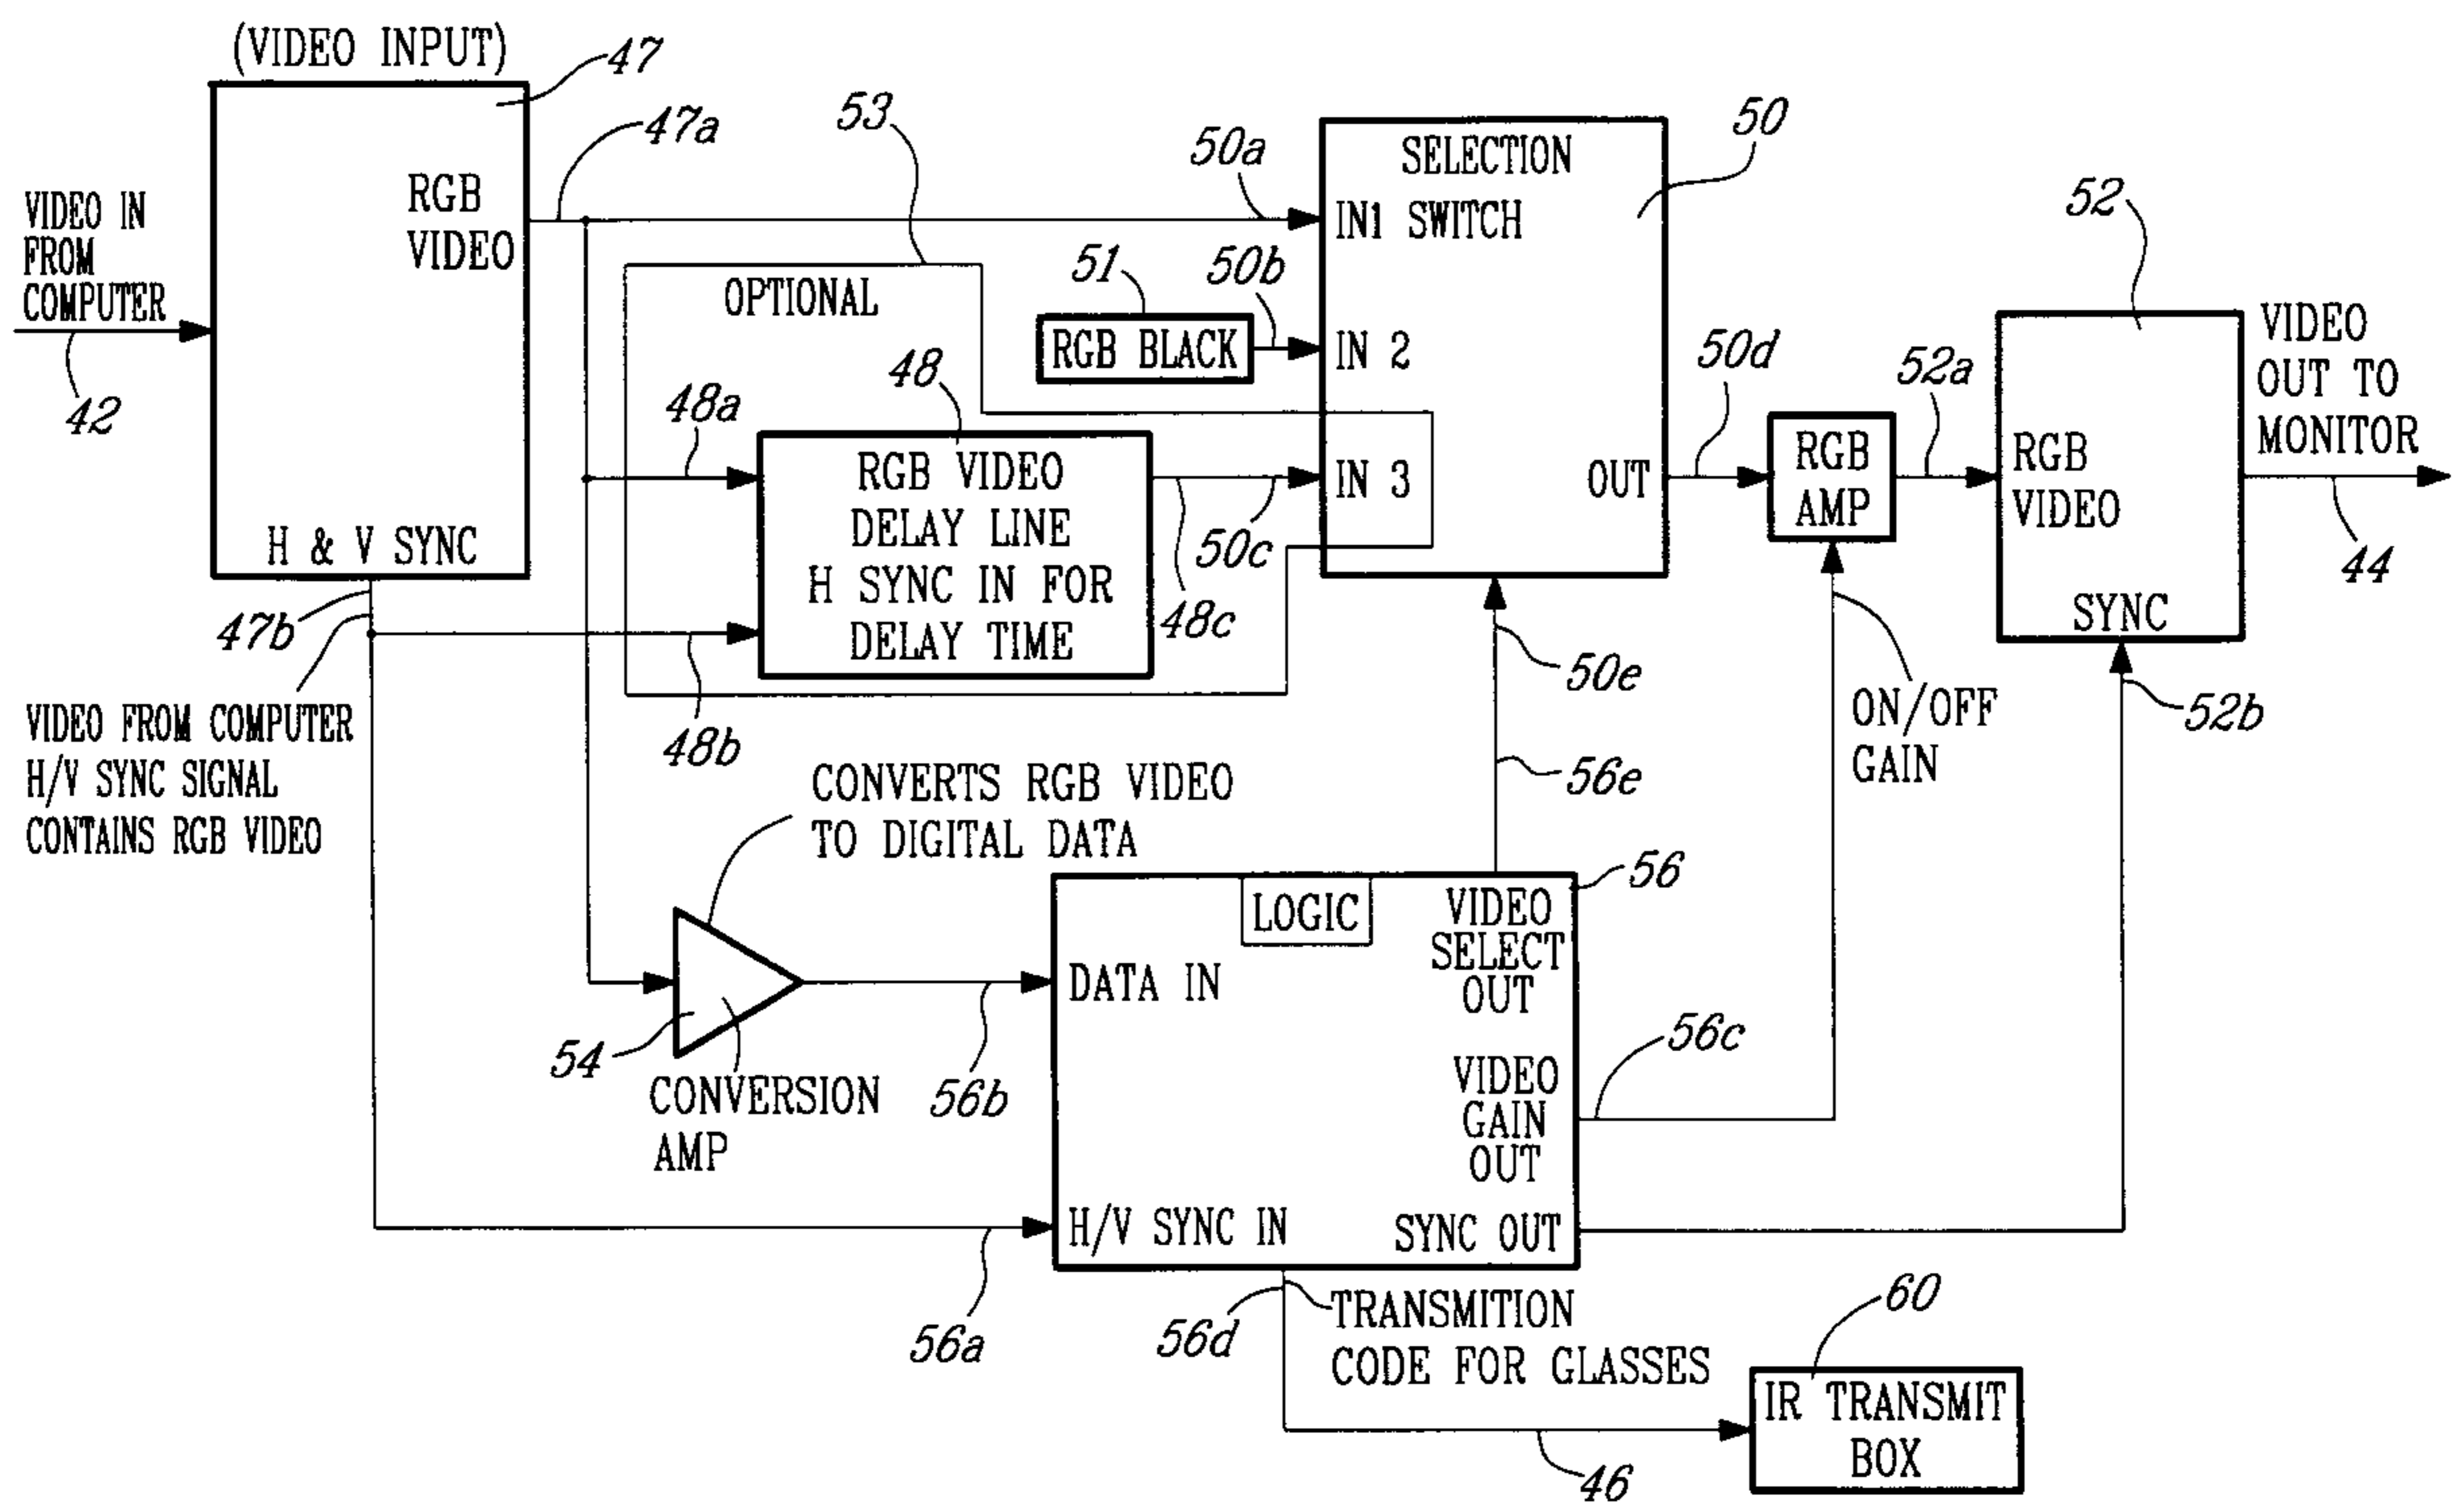 (VIDEO INPUT)
47
47a
VIDEO IN
FROM
COMPUTER
42
RGB
VIDEO
H & V SYNC
47b
VIDEO FROM COMPUTER
H/V SYNC SIGNAL
CONTAINS RGB VIDEO
53
OPTIONAL
48a
48
RGB VIDEO
DELAY LINE
H SYNC IN FOR
DELAY TIME
48b
48c
51
RGB BLACK
50a
50b
50c
50
SELECTION
IN1 SWITCH
IN 2
IN 3
OUT
50d
50e
RGB
AMP
52a
52
RGB
VIDEO
SYNC
52b
VIDEO
OUT TO
MONITOR
44
ON/OFF
GAIN
CONVERTS RGB VIDEO
TO DIGITAL DATA
54
CONVERSION
AMP
56b
56e
56
LOGIC
VIDEO
SELECT
OUT
DATA IN
VIDEO
GAIN
OUT
56c
H/V SYNC IN
SYNC OUT
56a
56d
TRANSMITION
CODE FOR GLASSES
46
60
IR TRANSMIT
BOX